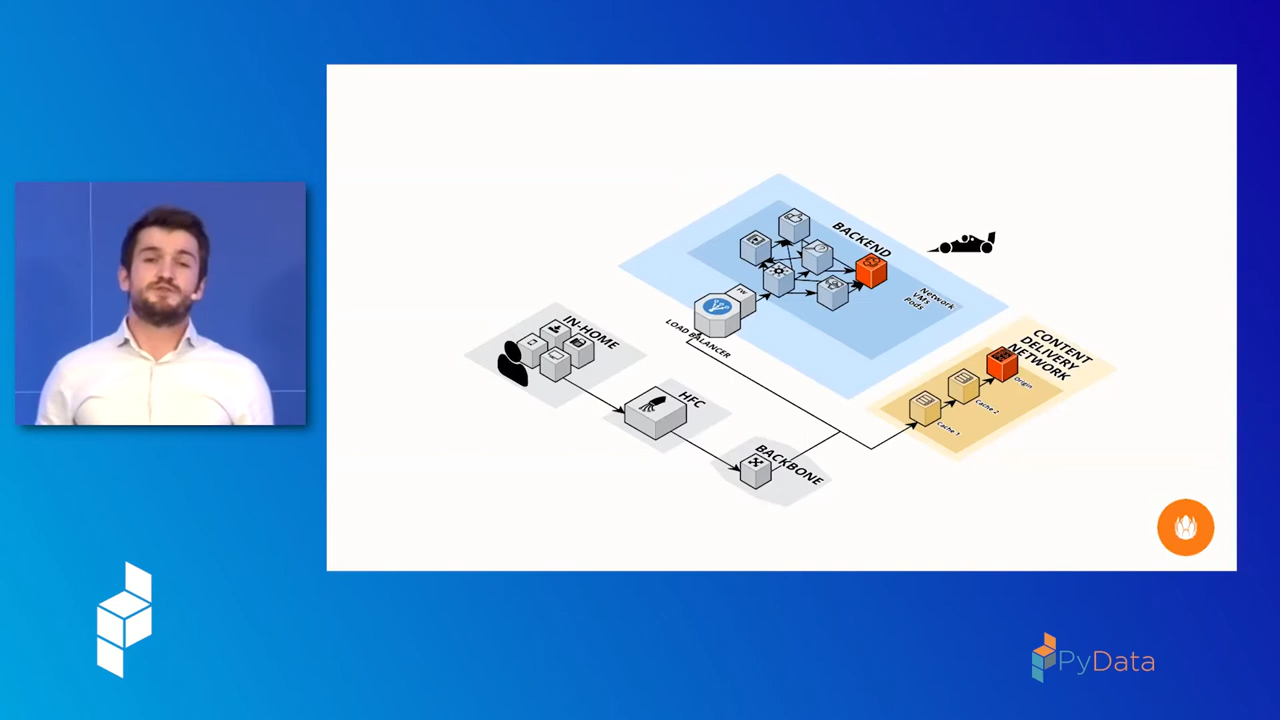 BACKEND
Network
VMs
Pods
FW
LOAD BALANCER
IN-HOME
CONTENT
DELIVERY
NETWORK
Origin
Cache 2
Cache 1
HFC
BACKBONE
PyData